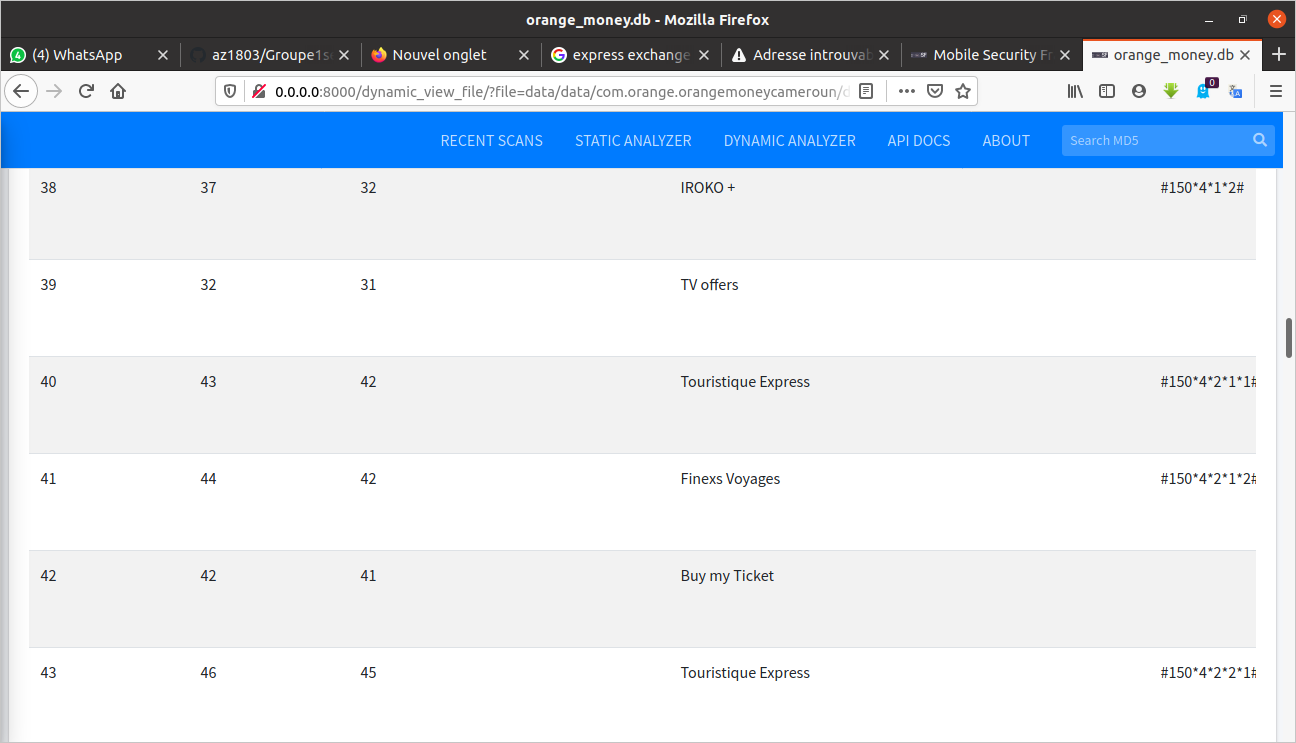 orange_money.db - Mozilla Firefox
(4) WhatsApp
az1803/Groupe1s
Nouvel onglet
express exchange
Adresse introuvab
Mobile Security Fr
orange_money.db
0.0.0.0:8000/dynamic_view_file/?file=data/data/com.orange.orangemoneycameroun/d
0
RECENT SCANS STATIC ANALYZER DYNAMIC ANALYZER API DOCS ABOUT Search MD5
38 37 32 IROKO + #150*4*1*2#
39 32 31 TV offers
40 43 42 Touristique Express #150*4*2*1*1#
41 44 42 Finexs Voyages #150*4*2*1*2#
42 42 41 Buy my Ticket
43 46 45 Touristique Express #150*4*2*2*1#